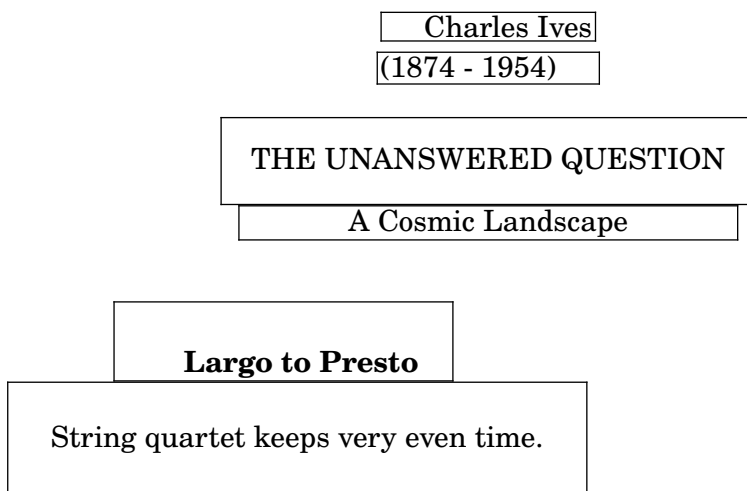 Charles Ives
(1874 - 1954)
THE UNANSWERED QUESTION
A Cosmic Landscape
Largo to Presto
String quartet keeps very even time.